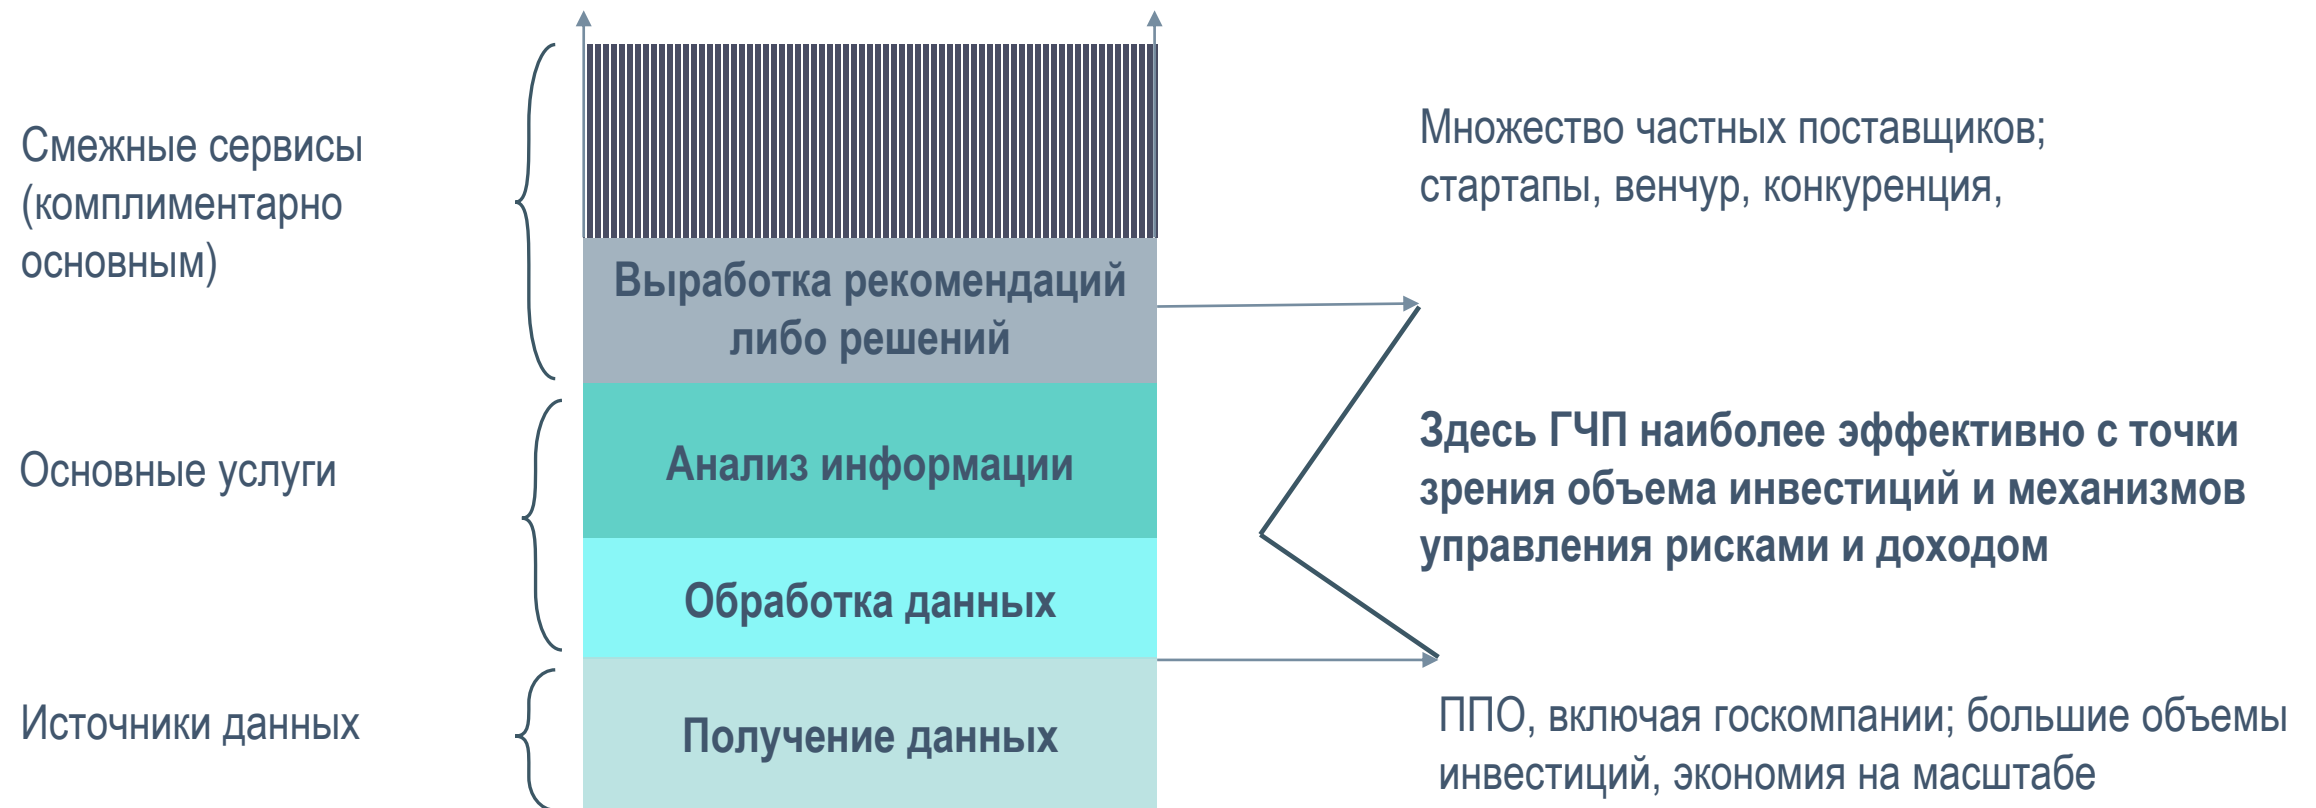 Смежные сервисы
(комплиментарно
основным)
Множество частных поставщиков;
стартапы, венчур, конкуренция,
Выработка рекомендаций
либо решений
Основные услуги
Анализ информации
Здесь ГЧП наиболее эффективно с точки
зрения объема инвестиций и механизмов
управления рисками и доходом
Обработка данных
Источники данных
Получение данных
ППО, включая госкомпании; большие объемы
инвестиций, экономия на масштабе